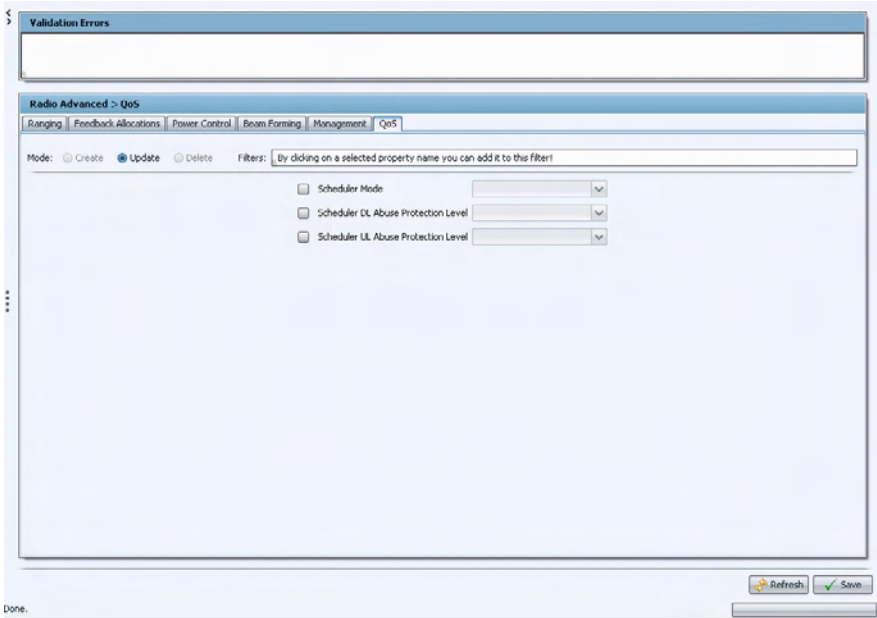 Validation Errors
Radio Advanced > QoS
Ranging Feedback Allocations Power Control Beam Forming Management QoS
Mode: Create Update Delete Filters: By clicking on a selected property name you can add it to this filter!
Scheduler Mode
Scheduler DL Abuse Protection Level
Scheduler UL Abuse Protection Level
Refresh Save
Done.